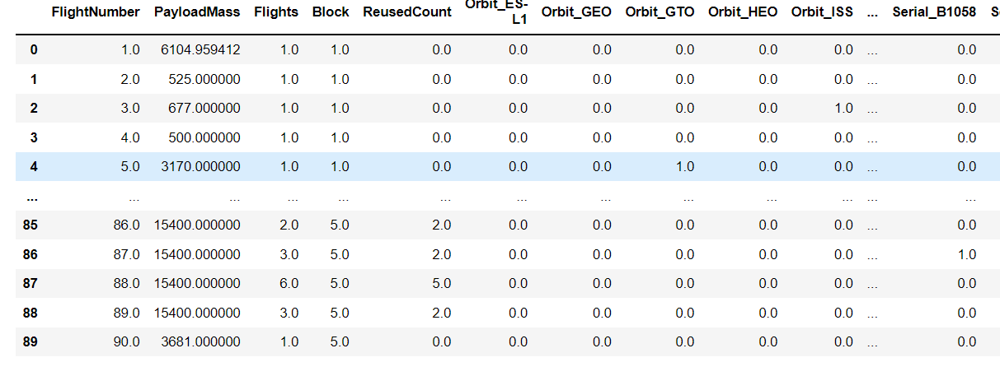 FlightNumber PayloadMass Flights Block ReusedCount Orbit_ES-L1 Orbit_GEO Orbit_GTO Orbit_HEO Orbit_ISS ... Serial_B1058
0 1.0 6104.959412 1.0 1.0 0.0 0.0 0.0 0.0 0.0 0.0 ... 0.0
1 2.0 525.000000 1.0 1.0 0.0 0.0 0.0 0.0 0.0 0.0 ... 0.0
2 3.0 677.000000 1.0 1.0 0.0 0.0 0.0 0.0 0.0 1.0 ... 0.0
3 4.0 500.000000 1.0 1.0 0.0 0.0 0.0 0.0 0.0 0.0 ... 0.0
4 5.0 3170.000000 1.0 1.0 0.0 0.0 0.0 1.0 0.0 0.0 ... 0.0
... ... ... ... ... ... ... ... ... ... ... ... ...
85 86.0 15400.000000 2.0 5.0 2.0 0.0 0.0 0.0 0.0 0.0 ... 0.0
86 87.0 15400.000000 3.0 5.0 2.0 0.0 0.0 0.0 0.0 0.0 ... 1.0
87 88.0 15400.000000 6.0 5.0 5.0 0.0 0.0 0.0 0.0 0.0 ... 0.0
88 89.0 15400.000000 3.0 5.0 2.0 0.0 0.0 0.0 0.0 0.0 ... 0.0
89 90.0 3681.000000 1.0 5.0 0.0 0.0 0.0 0.0 0.0 0.0 ... 0.0